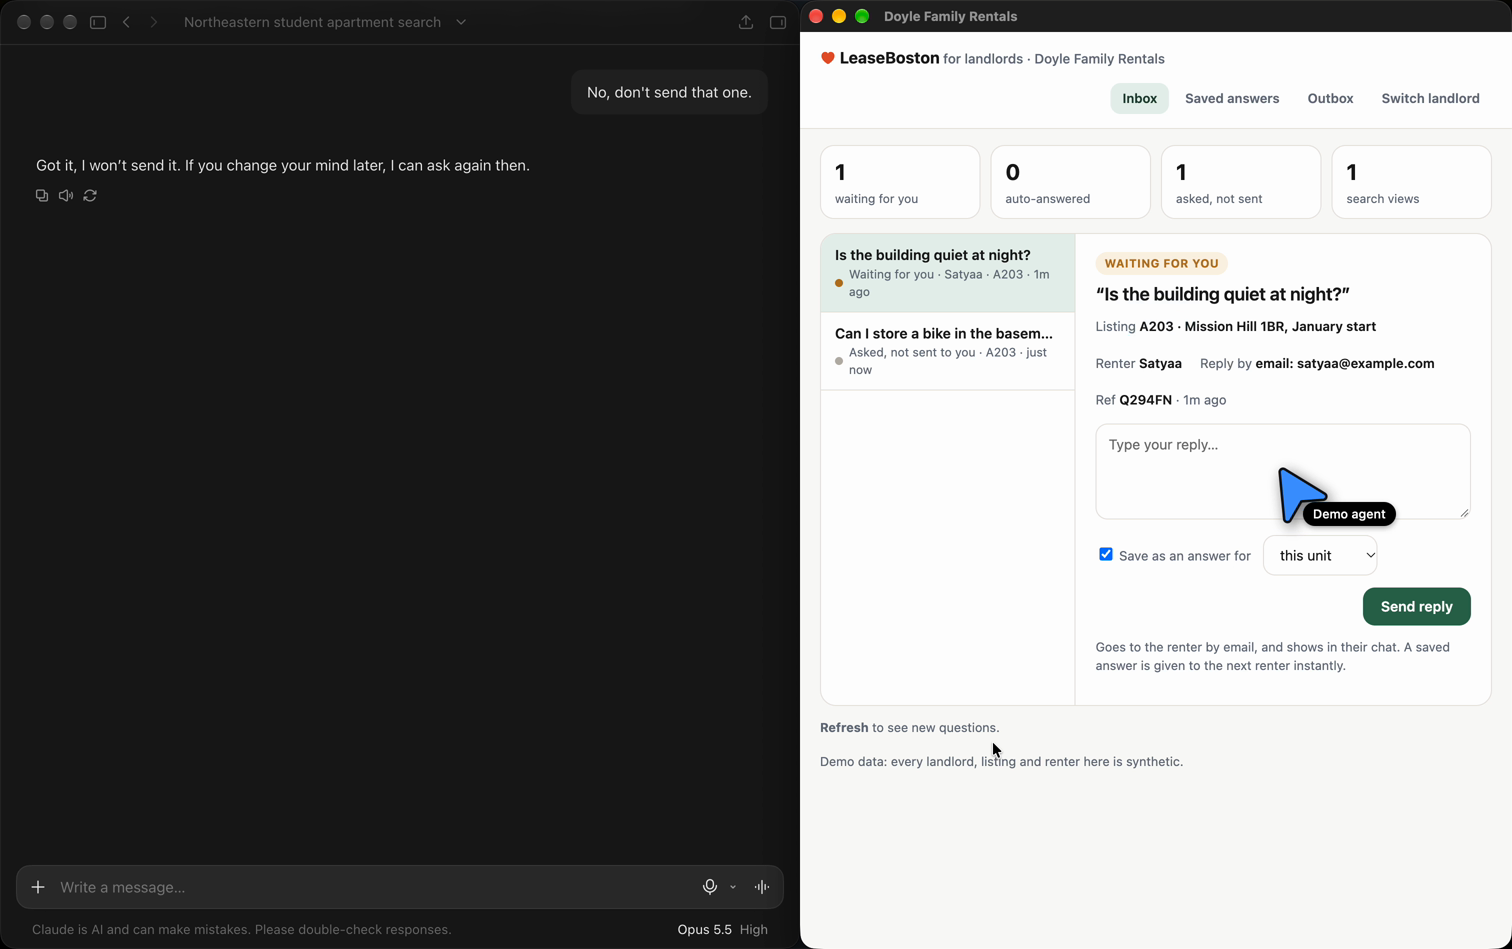 Northeastern student apartment search
No, don't send that one.
Got it, I won’t send it. If you change your mind later, I can ask again then.
Write a message...
Claude is AI and can make mistakes. Please double-check responses.
Opus 5.5 High
Doyle Family Rentals
LeaseBoston for landlords · Doyle Family Rentals
Inbox
Saved answers
Outbox
Switch landlord
1
waiting for you
0
auto-answered
1
asked, not sent
1
search views
Is the building quiet at night?
Waiting for you · Satyaa · A203 · 1m
ago
Can I store a bike in the basem...
Asked, not sent to you · A203 · just
now
WAITING FOR YOU
“Is the building quiet at night?”
Listing A203 · Mission Hill 1BR, January start
Renter Satyaa Reply by email: satyaa@example.com
Ref Q294FN · 1m ago
Type your reply...
Demo agent
Save as an answer for this unit
Send reply
Goes to the renter by email, and shows in their chat. A saved
answer is given to the next renter instantly.
Refresh to see new questions.
Demo data: every landlord, listing and renter here is synthetic.